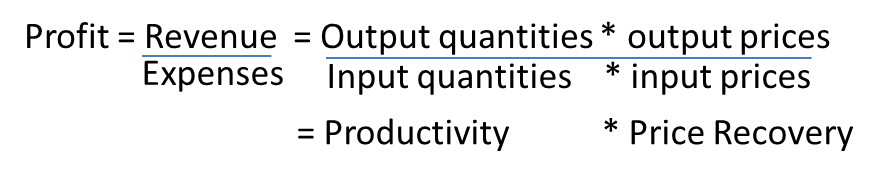 Profit = Revenue = Output quantities * output prices
Expenses Input quantities * input prices
= Productivity * Price Recovery